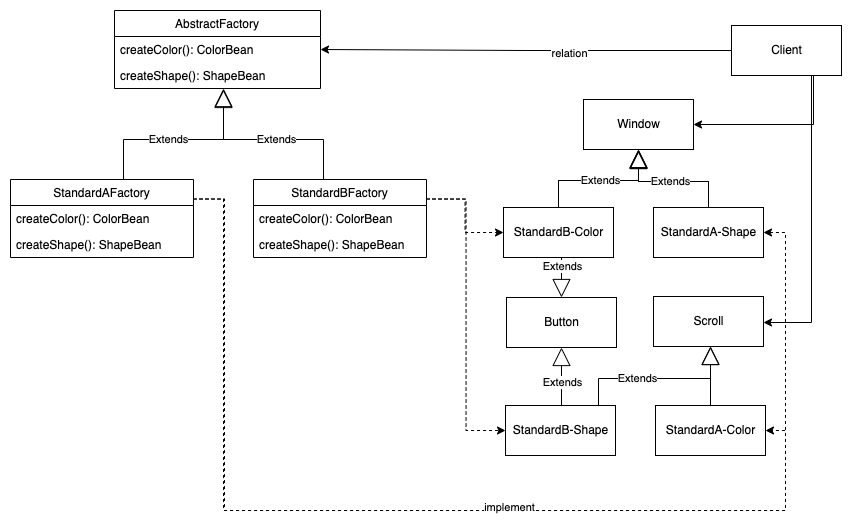 AbstractFactory
createColor(): ColorBean
createShape(): ShapeBean
Client
relation
Window
Extends
Extends
Extends
Extends
StandardAFactory
createColor(): ColorBean
createShape(): ShapeBean
StandardBFactory
createColor(): ColorBean
createShape(): ShapeBean
StandardB-Color
StandardA-Shape
Extends
Button
Scroll
Extends
Extends
StandardB-Shape
StandardA-Color
implement